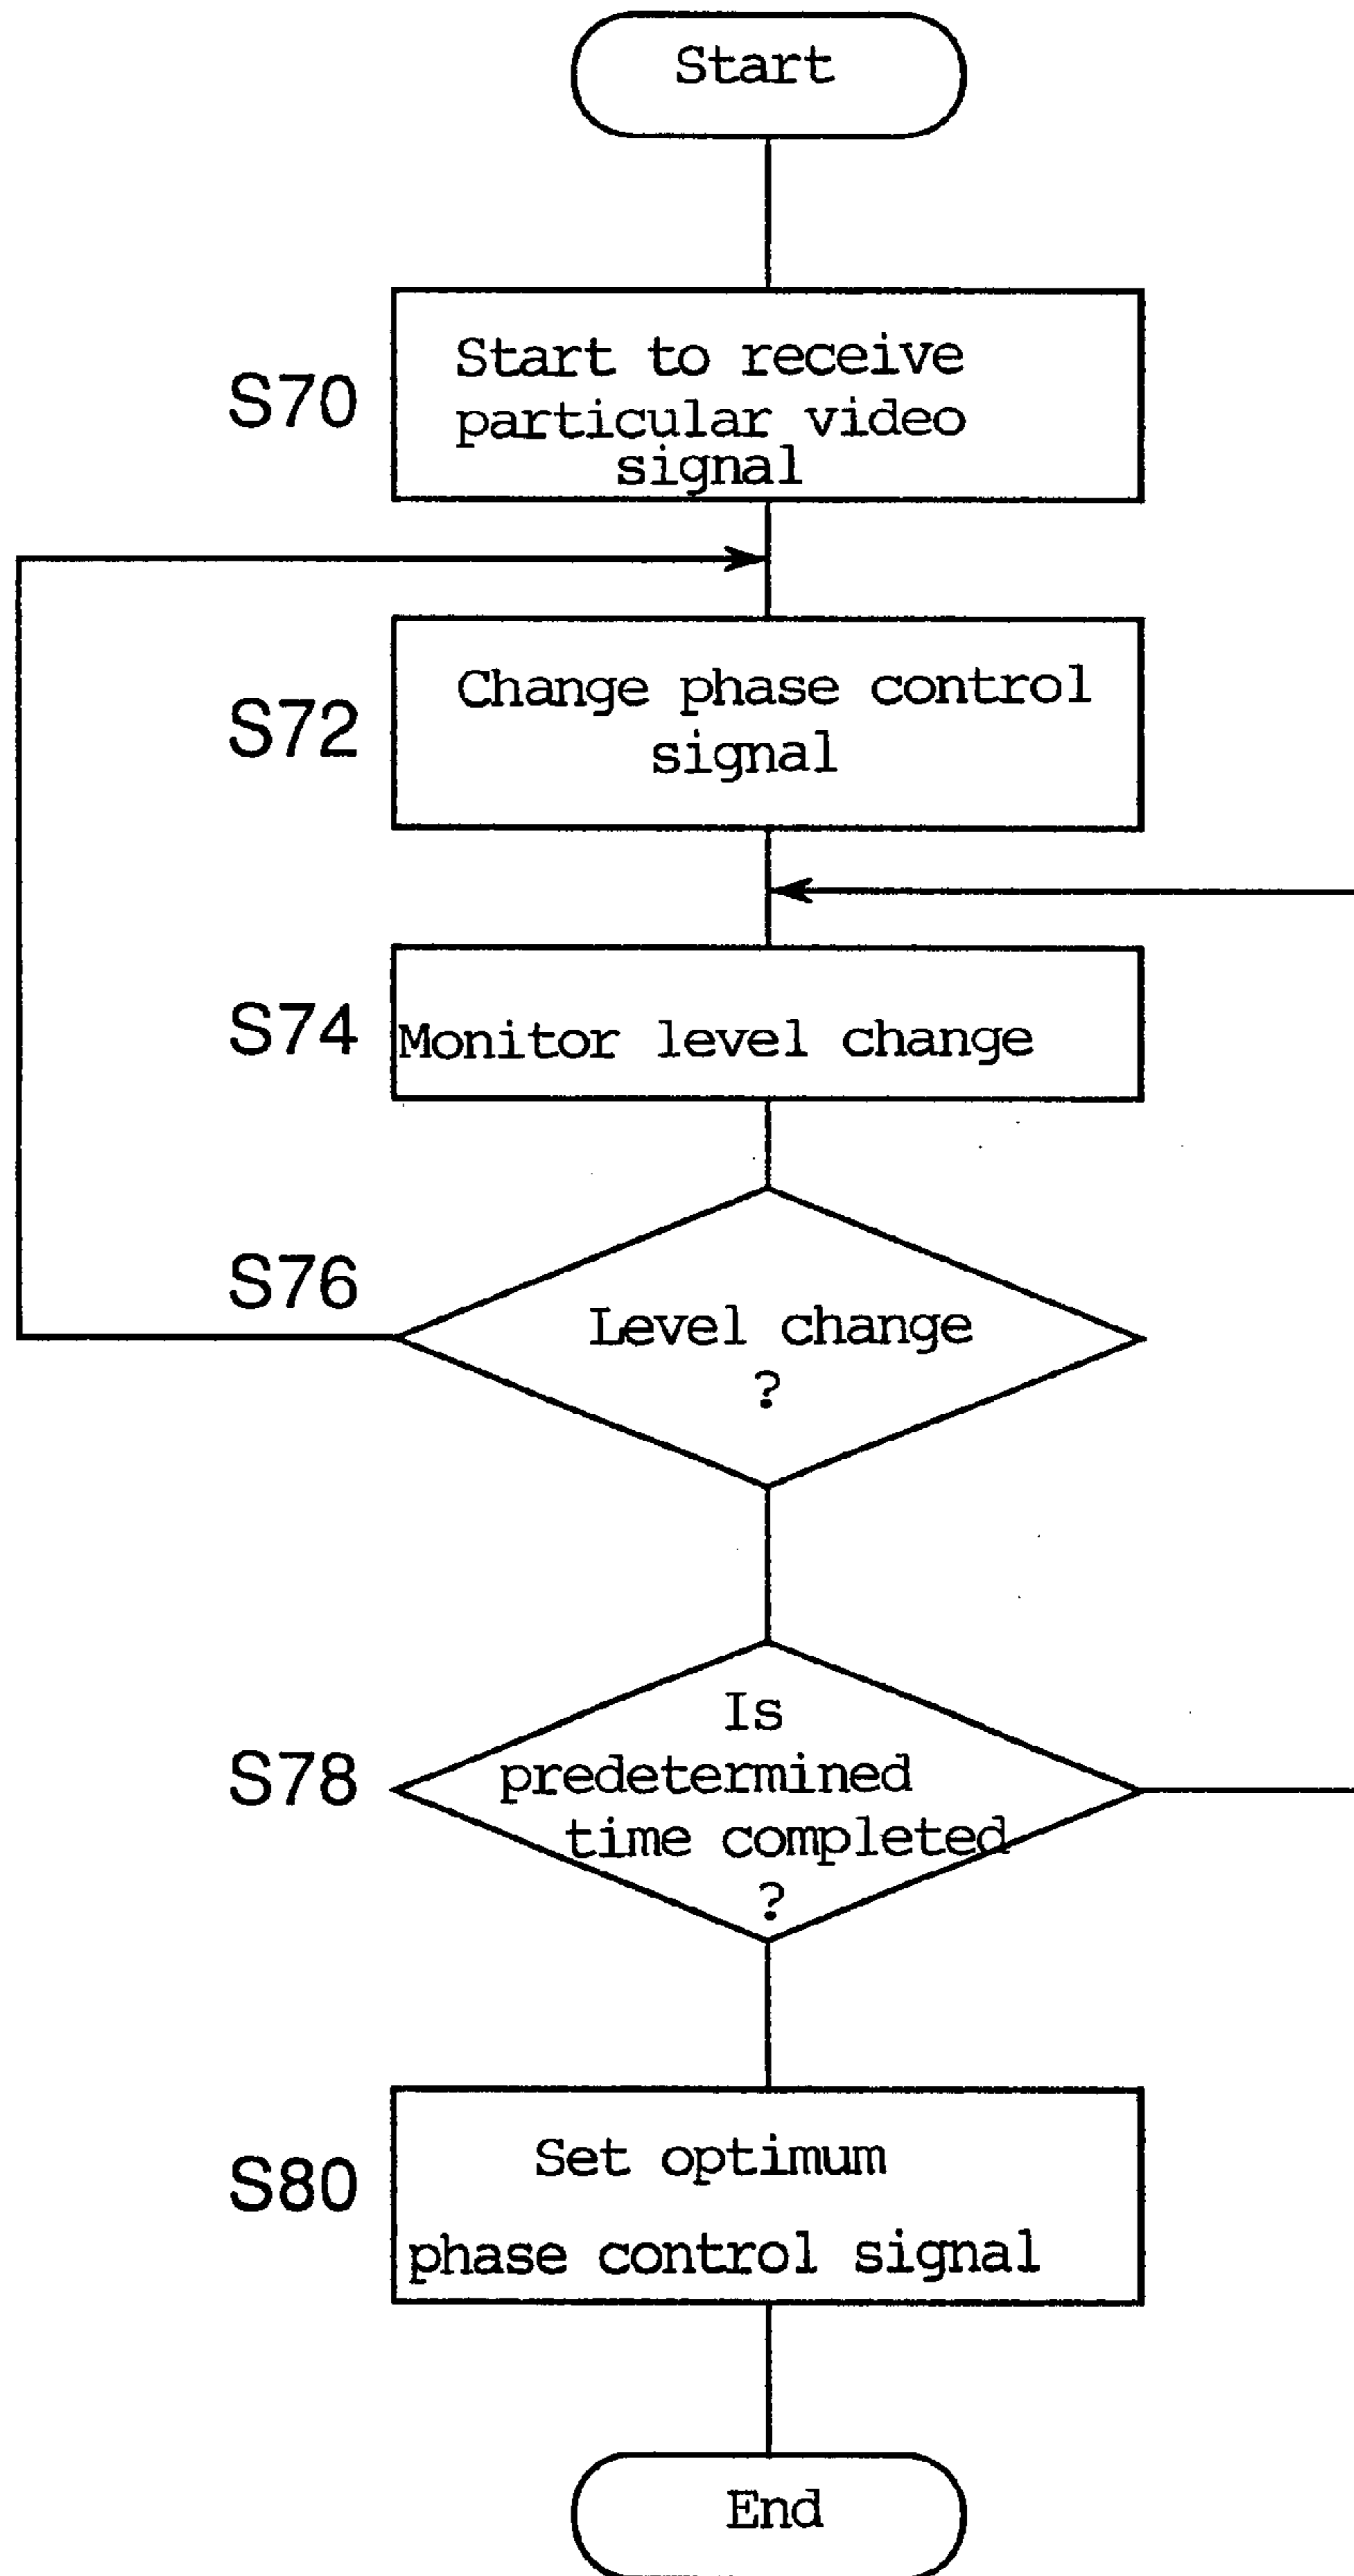 Start
S70
Start to receive
particular video
signal
S72
Change phase control
signal
S74
Monitor level change
S76
Level change
?
S78
Is
predetermined
time completed
?
S80
Set optimum
phase control signal
End